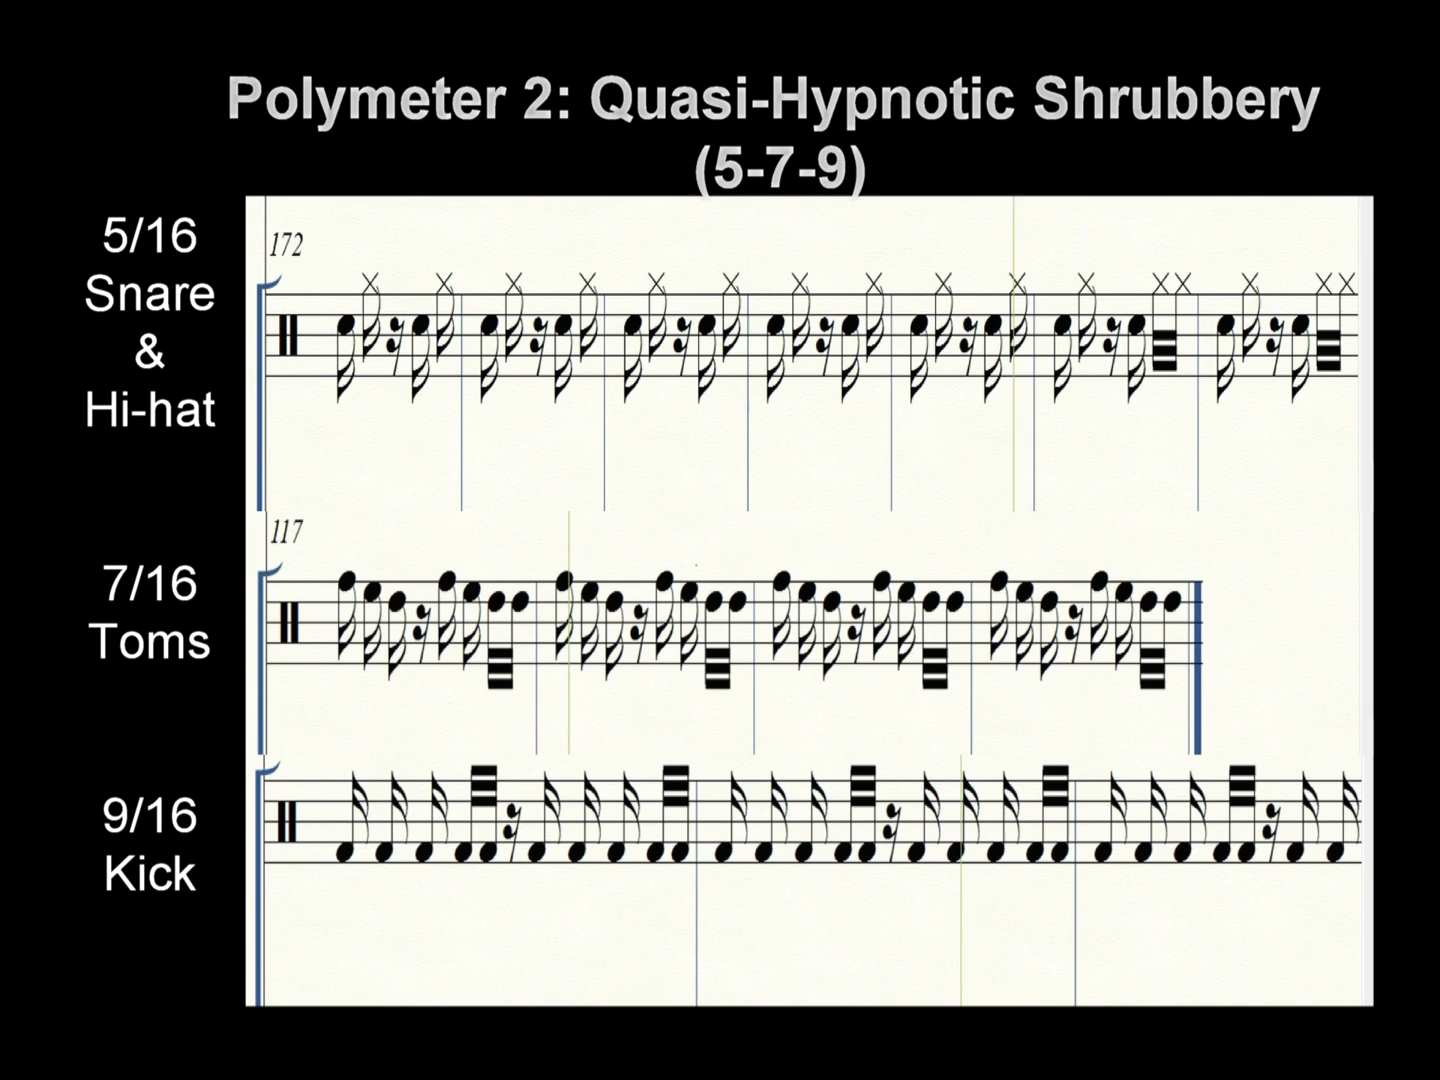 Polymeter 2: Quasi-Hypnotic Shrubbery
(5-7-9)
5/16
Snare
&
Hi-hat
172
7/16
Toms
117
9/16
Kick